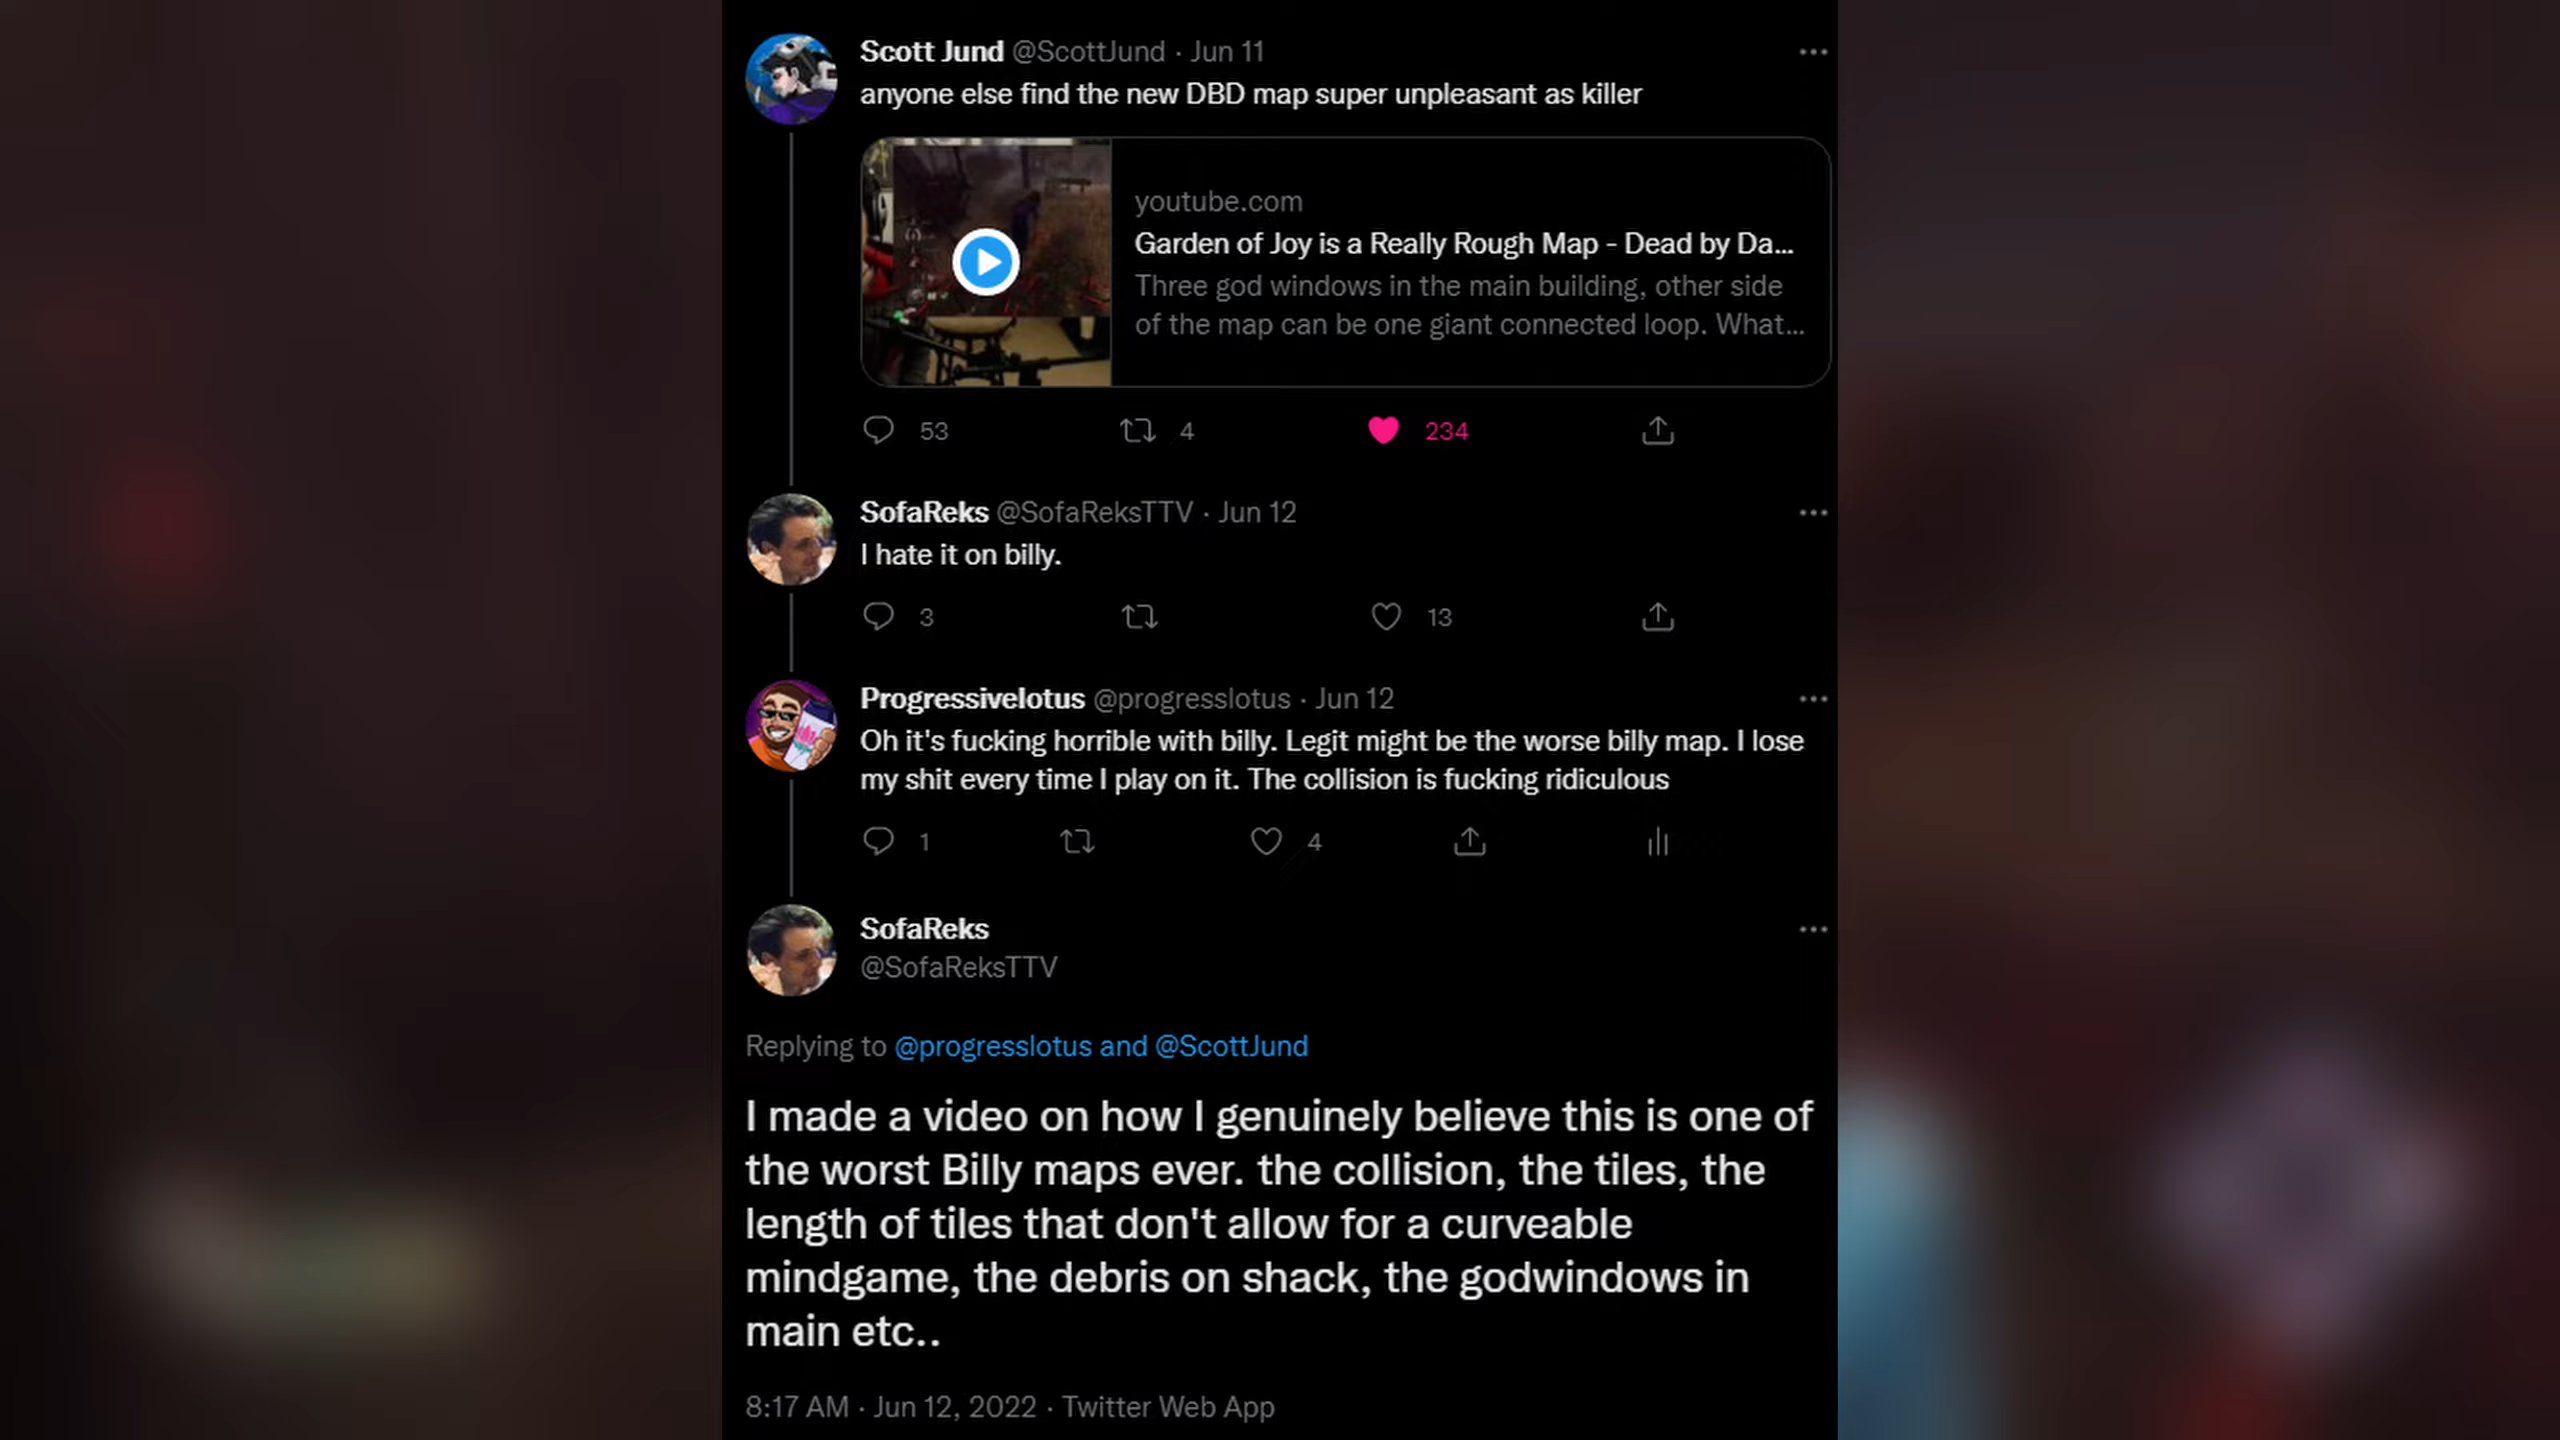 Scott Jund @ScottJund · Jun 11
anyone else find the new DBD map super unpleasant as killer
youtube.com
Garden of Joy is a Really Rough Map - Dead by Da...
Three god windows in the main building, other side
of the map can be one giant connected loop. What...
53 4 234
SofaReks @SofaReksTTV · Jun 12
I hate it on billy.
3 13
Progressivelotus @progresslotus · Jun 12
Oh it's fucking horrible with billy. Legit might be the worse billy map. I lose
my shit every time I play on it. The collision is fucking ridiculous
1 4
SofaReks
@SofaReksTTV
Replying to @progresslotus and @ScottJund
I made a video on how I genuinely believe this is one of
the worst Billy maps ever. the collision, the tiles, the
length of tiles that don't allow for a curveable
mindgame, the debris on shack, the godwindows in
main etc..
8:17 AM · Jun 12, 2022 · Twitter Web App